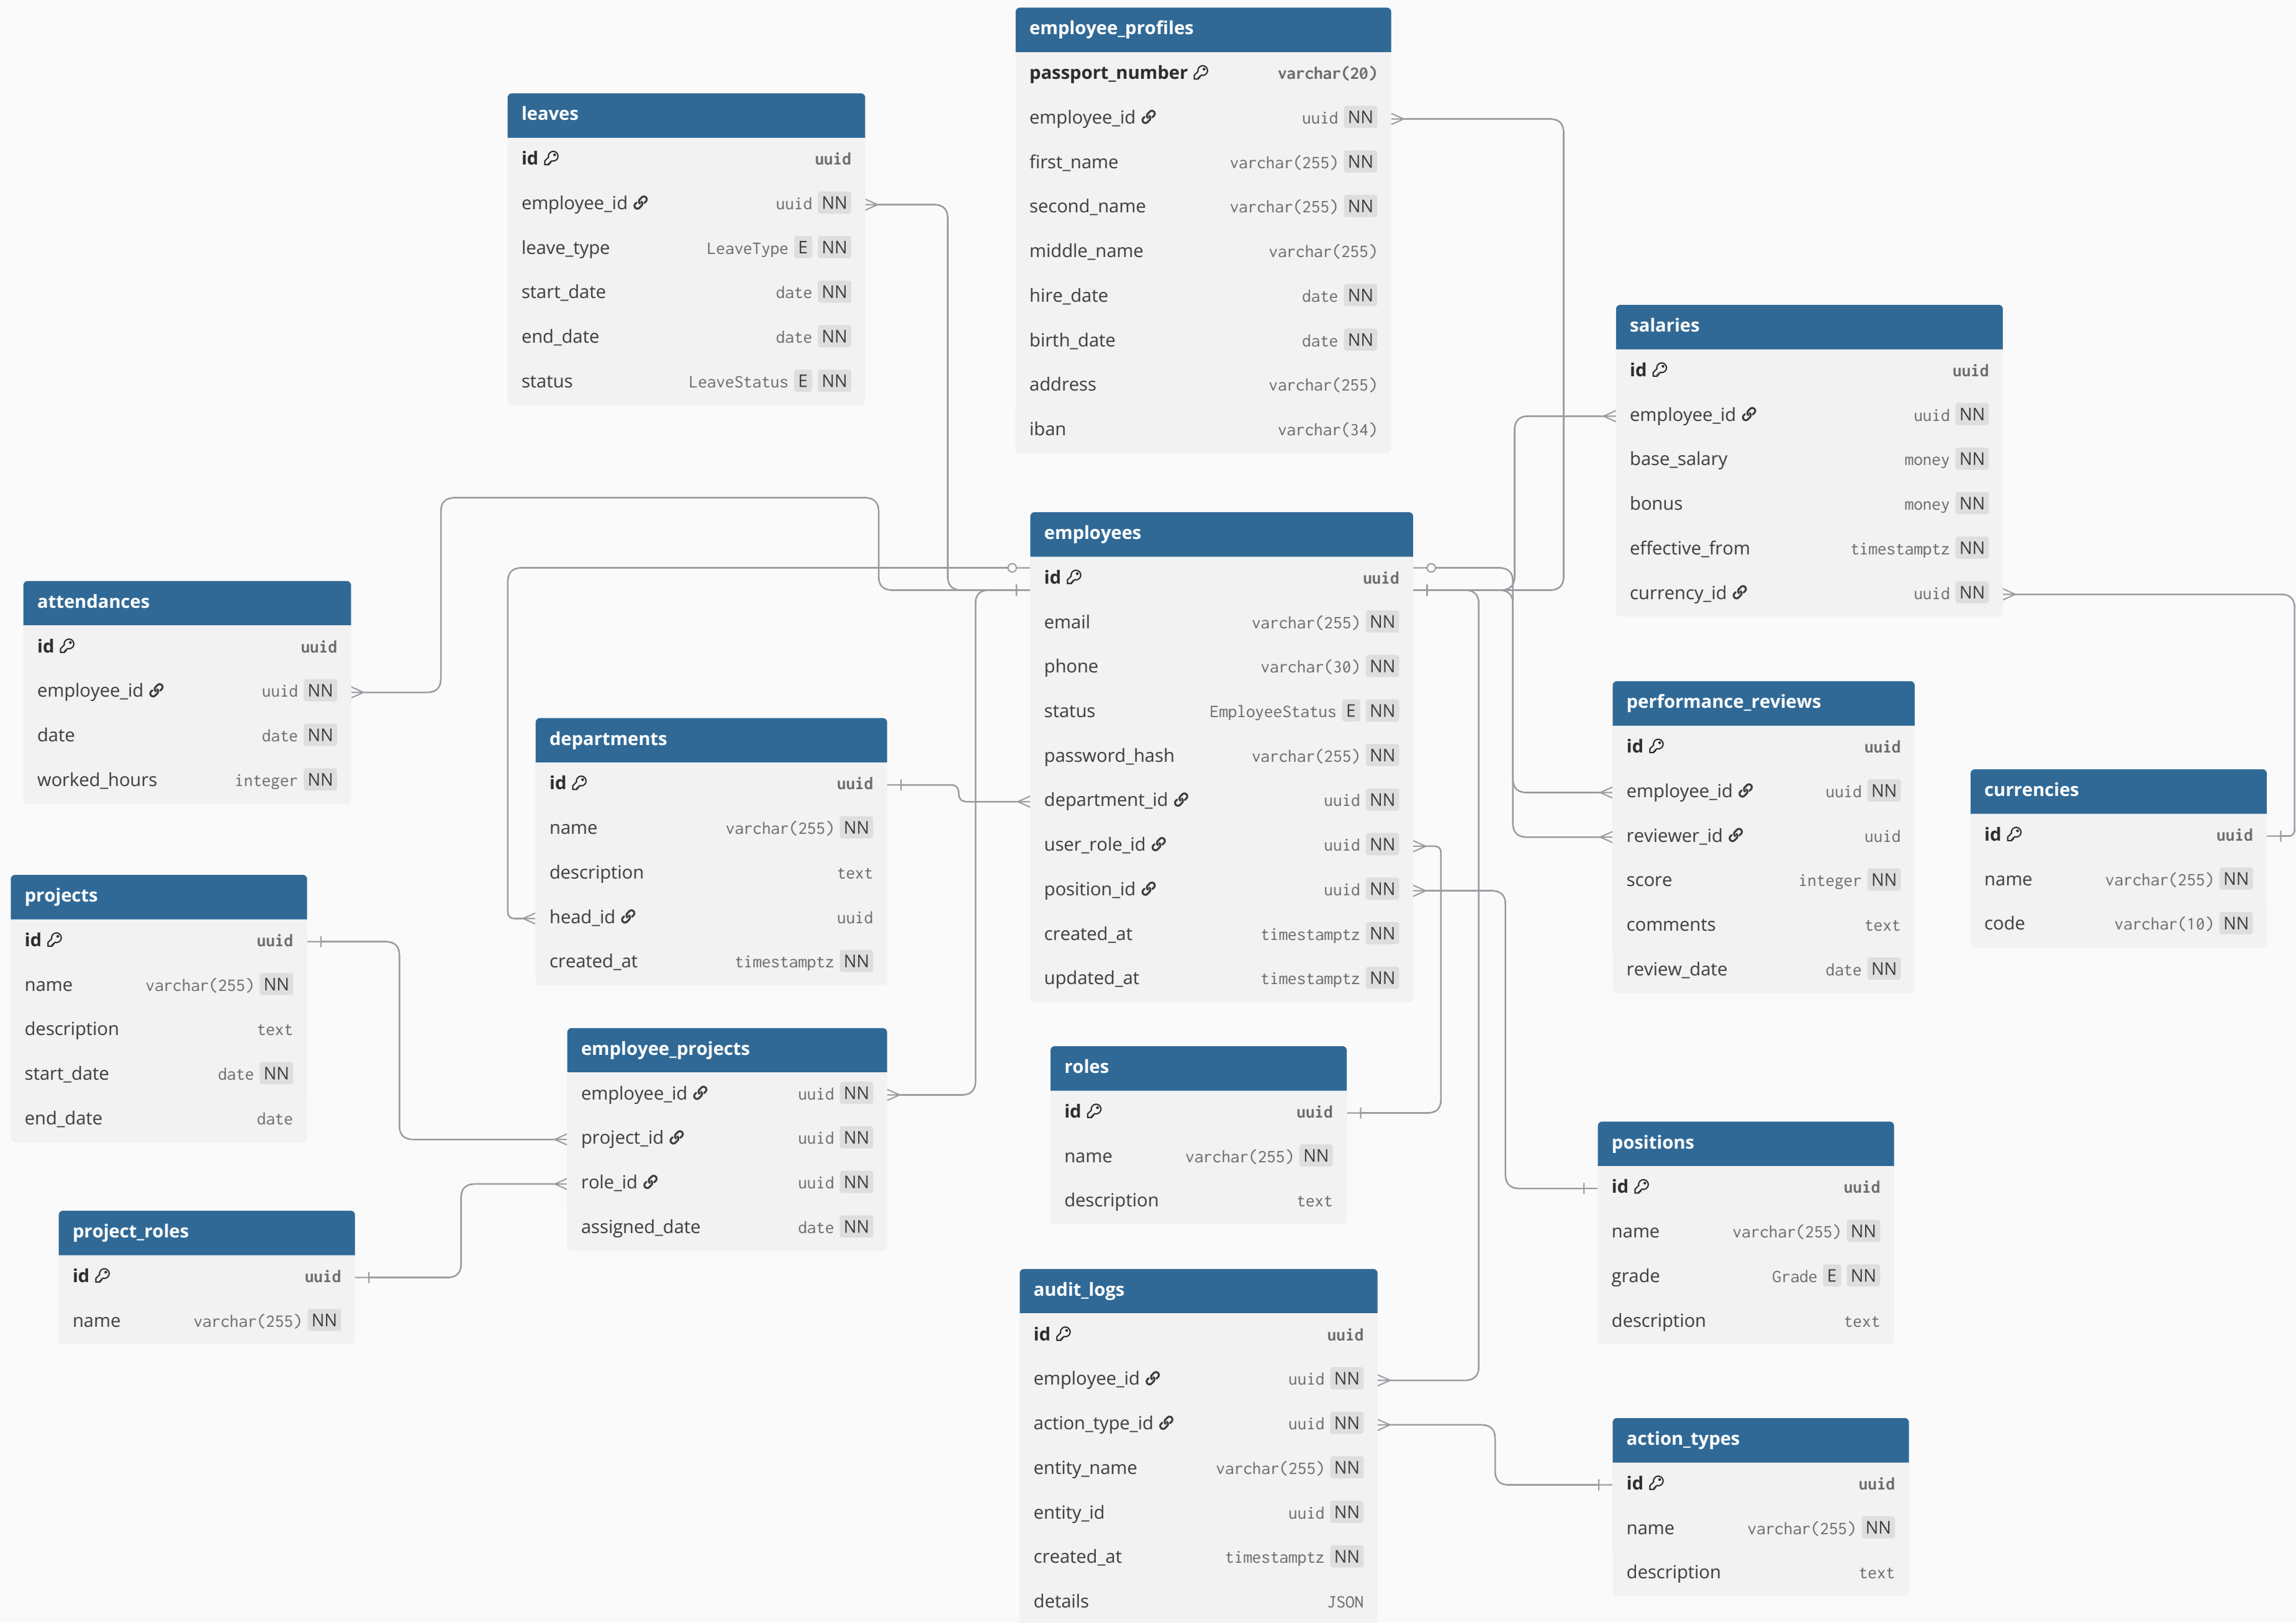 employee_profiles
passport_number varchar(20)
employee_id uuid NN
first_name varchar(255) NN
second_name varchar(255) NN
middle_name varchar(255)
hire_date date NN
birth_date date NN
address varchar(255)
iban varchar(34)
leaves
id uuid
employee_id uuid NN
leave_type LeaveType E NN
start_date date NN
end_date date NN
status LeaveStatus E NN
salaries
id uuid
employee_id uuid NN
base_salary money NN
bonus money NN
effective_from timestamptz NN
currency_id uuid NN
employees
id uuid
email varchar(255) NN
phone varchar(30) NN
status EmployeeStatus E NN
password_hash varchar(255) NN
department_id uuid NN
user_role_id uuid NN
position_id uuid NN
created_at timestamptz NN
updated_at timestamptz NN
attendances
id uuid
employee_id uuid NN
date date NN
worked_hours integer NN
departments
id uuid
name varchar(255) NN
description text
head_id uuid
created_at timestamptz NN
performance_reviews
id uuid
employee_id uuid NN
reviewer_id uuid
score integer NN
comments text
review_date date NN
currencies
id uuid
name varchar(255) NN
code varchar(10) NN
projects
id uuid
name varchar(255) NN
description text
start_date date NN
end_date date
employee_projects
employee_id uuid NN
project_id uuid NN
role_id uuid NN
assigned_date date NN
roles
id uuid
name varchar(255) NN
description text
positions
id uuid
name varchar(255) NN
grade Grade E NN
description text
project_roles
id uuid
name varchar(255) NN
audit_logs
id uuid
employee_id uuid NN
action_type_id uuid NN
entity_name varchar(255) NN
entity_id uuid NN
created_at timestamptz NN
details JSON
action_types
id uuid
name varchar(255) NN
description text